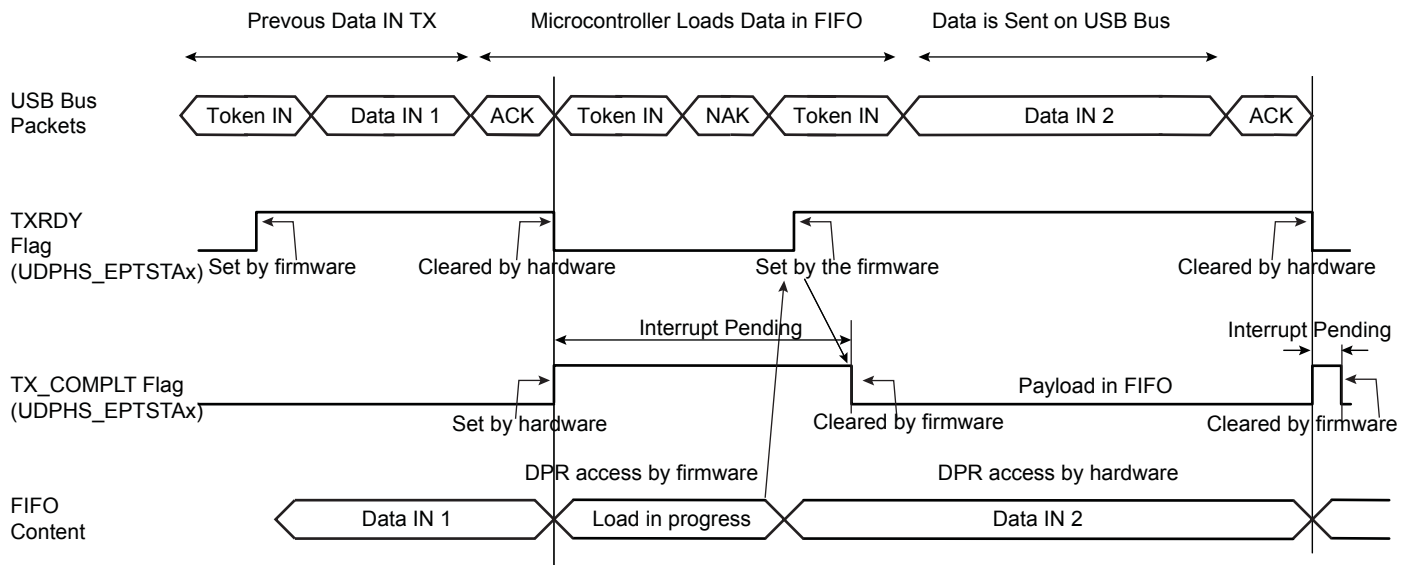 Prevous Data IN TX
Microcontroller Loads Data in FIFO
Data is Sent on USB Bus
USB Bus
Packets
Token IN
Data IN 1
ACK
Token IN
NAK
Token IN
Data IN 2
ACK
TXRDY
Flag
(UDPHS_EPTSTAx)
Set by firmware
Cleared by hardware
Set by the firmware
Cleared by hardware
Interrupt Pending
Interrupt Pending
TX_COMPLT Flag
(UDPHS_EPTSTAx)
Payload in FIFO
Set by hardware
Cleared by firmware
Cleared by firmware
DPR access by firmware
DPR access by hardware
FIFO
Content
Data IN 1
Load in progress
Data IN 2